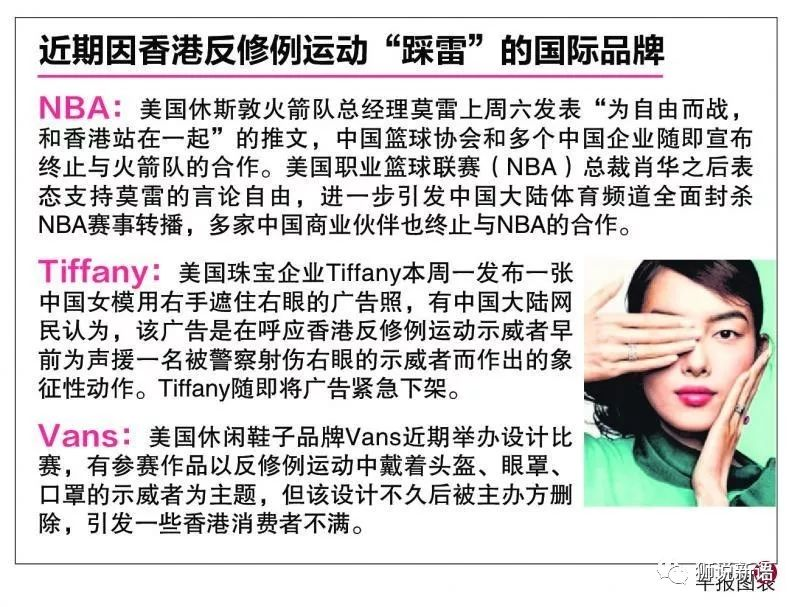 近期因香港反修例运动“踩雷”的国际品牌
NBA：美国休斯敦火箭队总经理莫雷上周六发表“为自由而战，
和香港站在一起”的推文，中国篮球协会和多个中国企业随即宣布
终止与火箭队的合作。美国职业篮球联赛（NBA）总裁肖华之后表
态支持莫雷的言论自由，进一步引发中国大陆体育频道全面封杀
NBA赛事转播，多家中国商业伙伴也终止与NBA的合作。
Tiffany：美国珠宝企业Tiffany本周一发布一张
中国女模用右手遮住右眼的广告照，有中国大陆网
民认为，该广告是在呼应香港反修例运动示威者早
前为声援一名被警察射伤右眼的示威者而作出的象
征性动作。Tiffany随即将广告紧急下架。
Vans：美国休闲鞋子品牌Vans近期举办设计比
赛，有参赛作品以反修例运动中戴着头盔、眼罩、
口罩的示威者为主题，但该设计不久后被主办方删
除，引发一些香港消费者不满。
狮说新语
早报图表